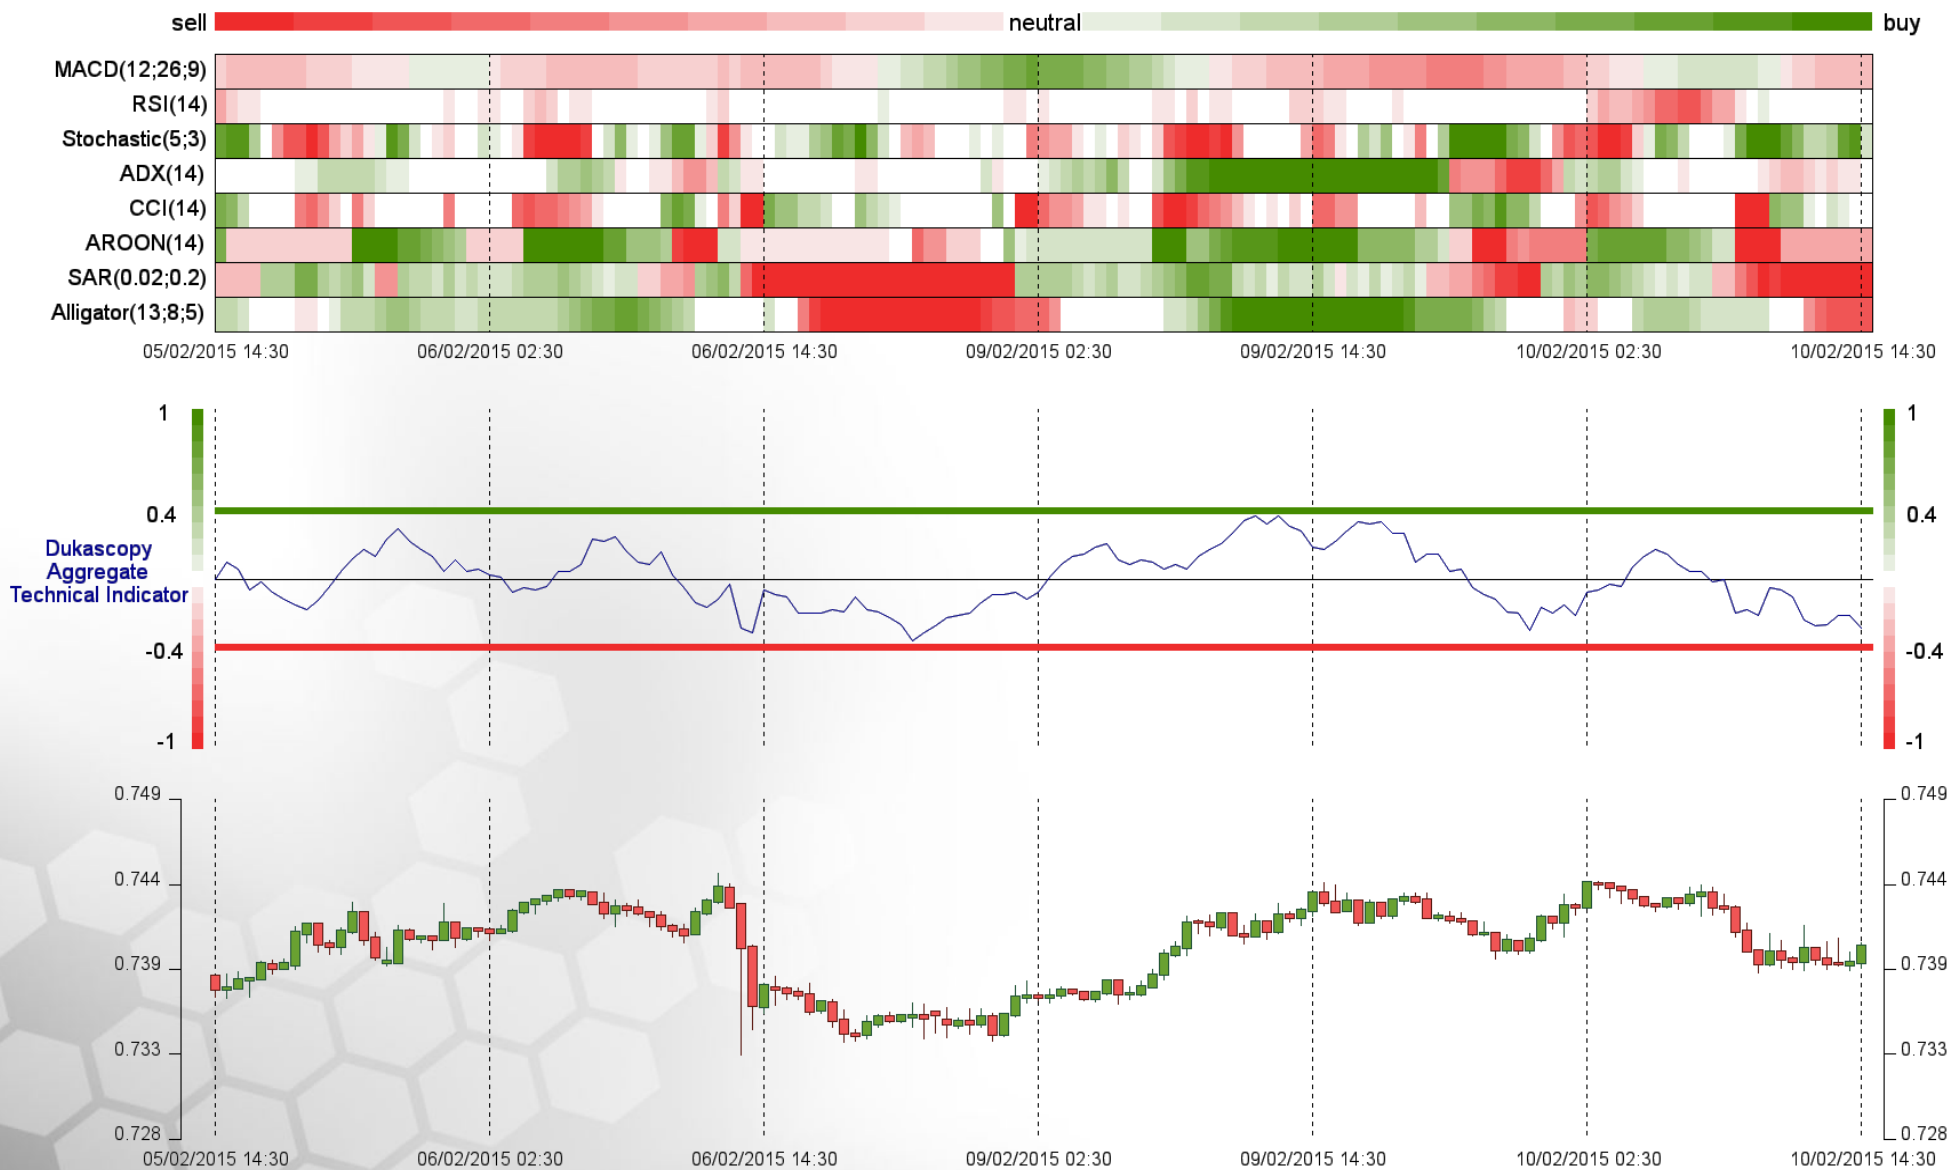 sell neutral buy
MACD(12;26;9)
RSI(14)
Stochastic(5;3)
ADX(14)
CCI(14)
AROON(14)
SAR(0.02;0.2)
Alligator(13;8;5)
05/02/2015 14:30 06/02/2015 02:30 06/02/2015 14:30 09/02/2015 02:30 09/02/2015 14:30 10/02/2015 02:30 10/02/2015 14:30
1 1
0.4 0.4
Dukascopy
Aggregate
Technical Indicator
-0.4 -0.4
-1 -1
0.749 0.749
0.744 0.744
0.739 0.739
0.733 0.733
0.728 0.728
05/02/2015 14:30 06/02/2015 02:30 06/02/2015 14:30 09/02/2015 02:30 09/02/2015 14:30 10/02/2015 02:30 10/02/2015 14:30